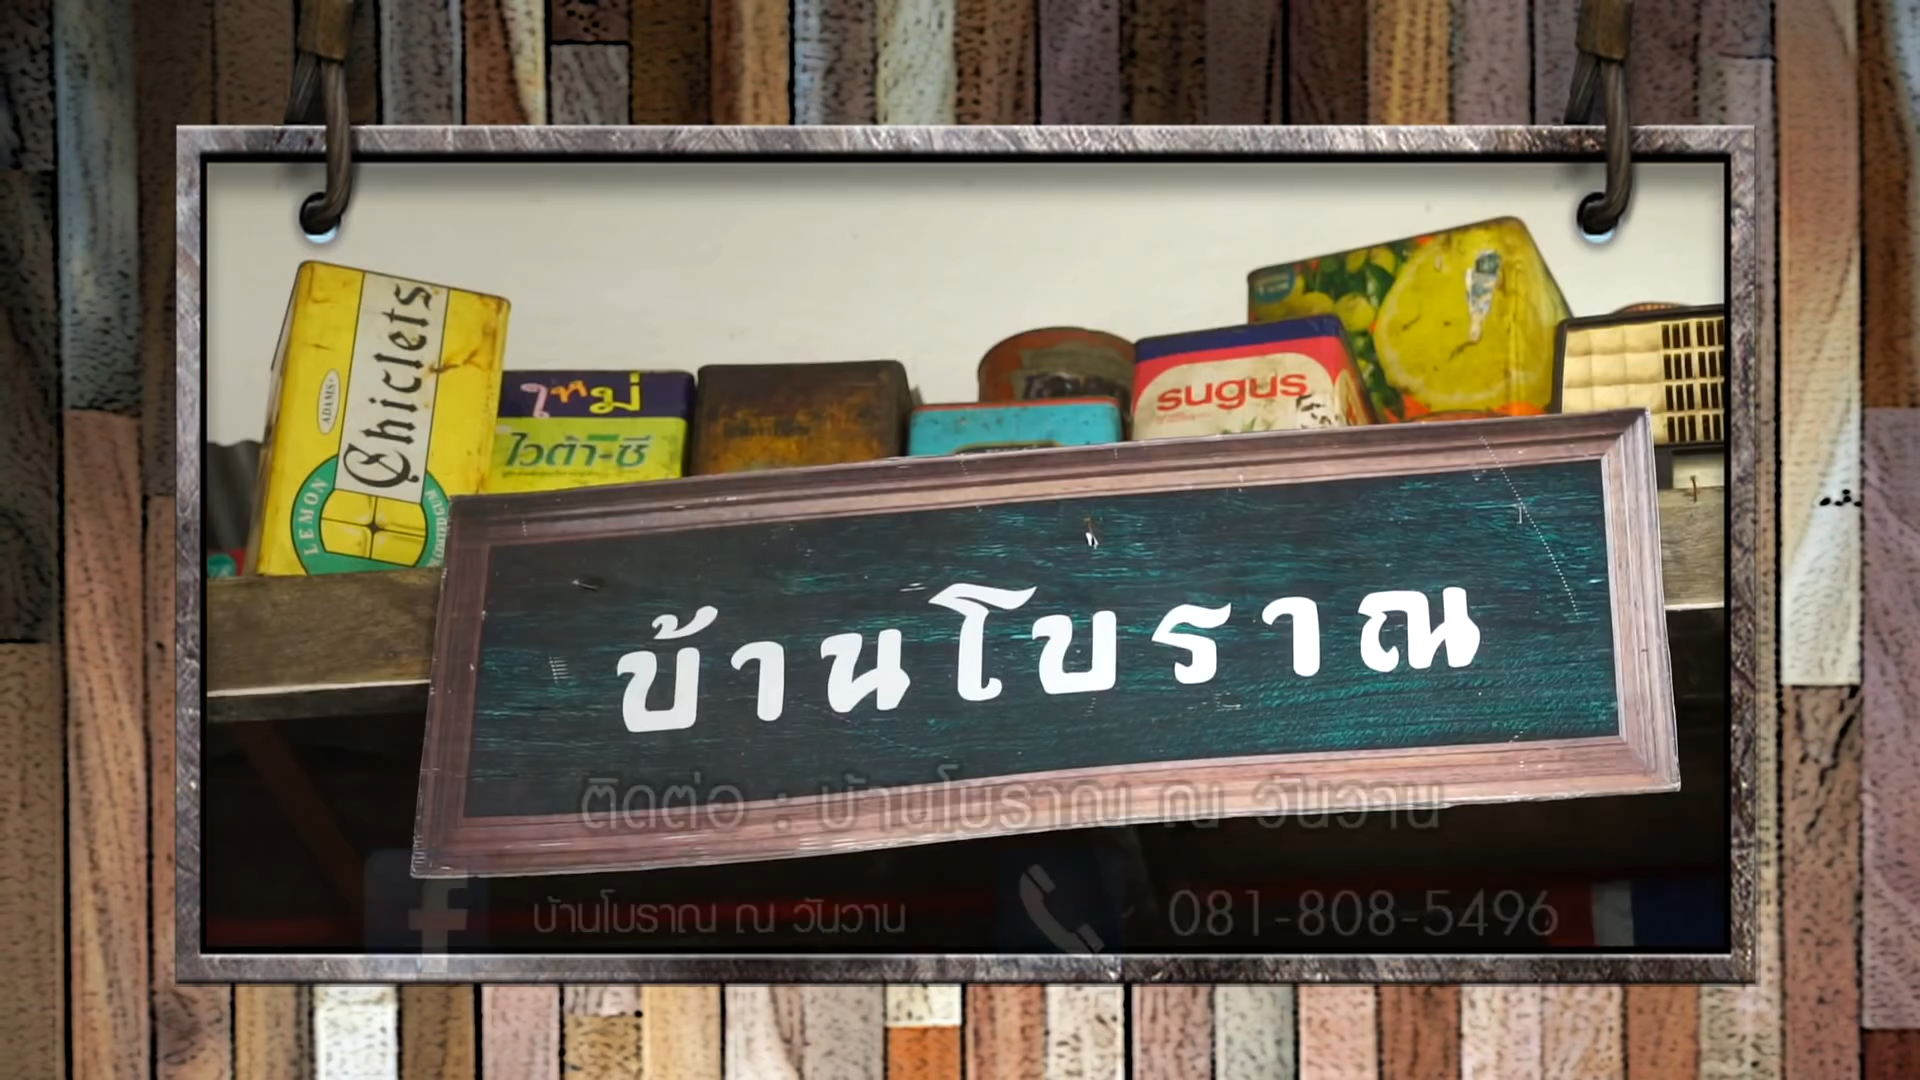 Chiclets
ADAMS
LEMON
ใหม่
ไวต้า-ซี
sugus
บ้านโบราณ
ติดต่อ : บ้านโบราณ ณ วันวาน
บ้านโบราณ ณ วันวาน
081-808-5496